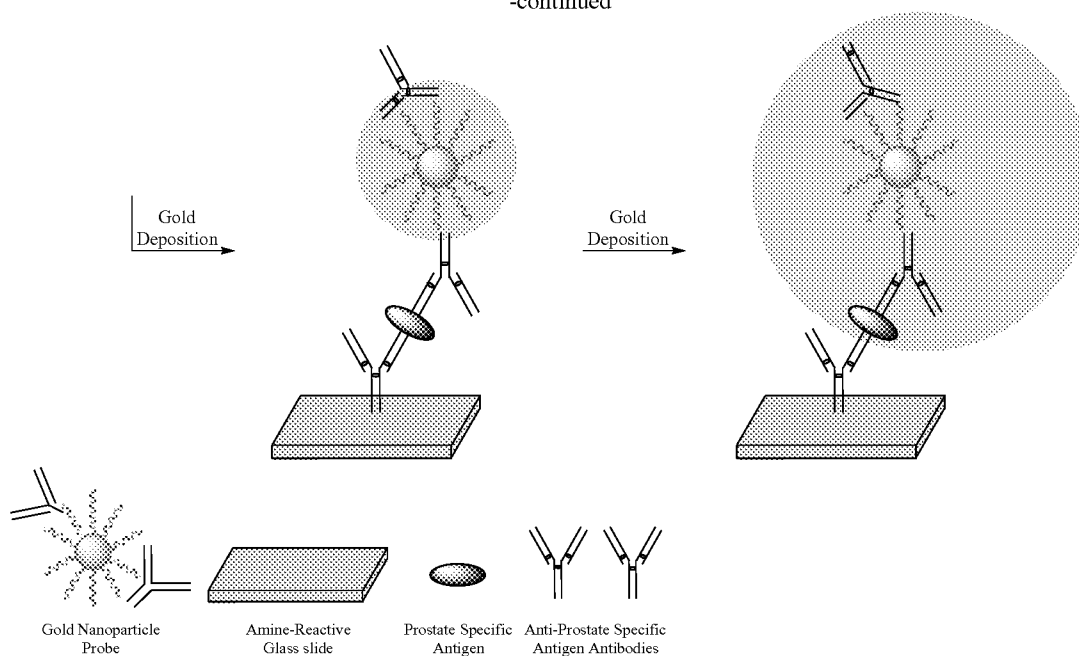 -continued
Gold
Deposition
Gold
Deposition
Gold Nanoparticle
Probe
Amine-Reactive
Glass slide
Prostate Specific
Antigen
Anti-Prostate Specific
Antigen Antibodies